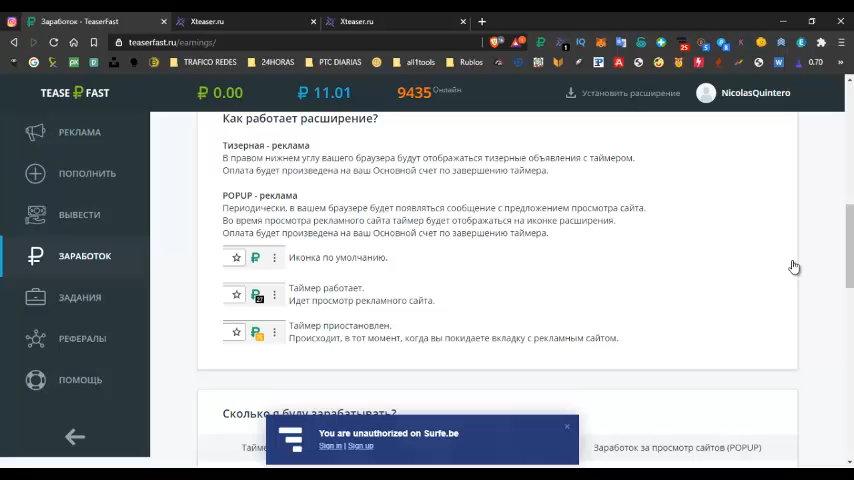 Заработок - TeaserFast
Xteaser.ru
Xteaser.ru
teaserfast.ru/earnings/
TRAFICO REDES
24HORAS
PTC DIARIAS
all1tools
Rublos
0.70
TEASE ₽ FAST
₽ 0.00
₽ 11.01
9435 Онлайн
Установить расширение
NicolasQuintero
РЕКЛАМА
ПОПОЛНИТЬ
ВЫВЕСТИ
ЗАРАБОТОК
ЗАДАНИЯ
РЕФЕРАЛЫ
ПОМОЩЬ
Как работает расширение?
Тизерная - реклама
В правом нижнем углу вашего браузера будут отображаться тизерные объявления с таймером.
Оплата будет произведена на ваш Основной счет по завершению таймера.
POPUP - реклама
Периодически, в вашем браузере будет появляться сообщение с предложением просмотра сайта.
Во время просмотра рекламного сайта таймер будет отображаться на иконке расширения.
Оплата будет произведена на ваш Основной счет по завершению таймера.
Иконка по умолчанию.
Таймер работает.
Идет просмотр рекламного сайта.
Таймер приостановлен.
Происходит, в тот момент, когда вы покидаете вкладку с рекламным сайтом.
Сколько я буду зарабатывать?
Тайме
Заработок за просмотр сайтов (POPUP)
You are unauthorized on Surfe.be
Sign in | Sign up